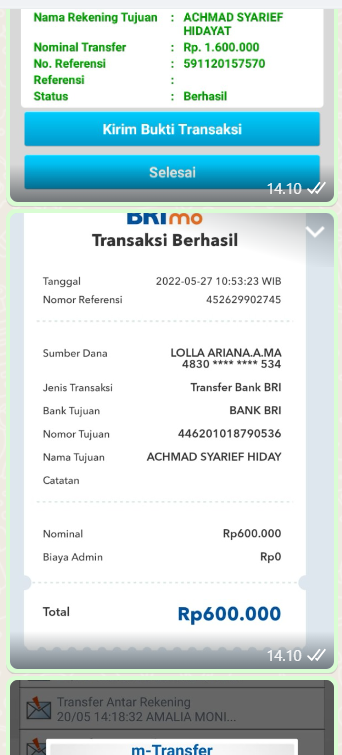 Nama Rekening Tujuan : ACHMAD SYARIEF
HIDAYAT
Nominal Transfer : Rp. 1.600.000
No. Referensi : 591120157570
Referensi :
Status : Berhasil
Kirim Bukti Transaksi
Selesai
14.10
BRImo
Transaksi Berhasil
Tanggal 2022-05-27 10:53:23 WIB
Nomor Referensi 452629902745
Sumber Dana LOLLA ARIANA.A.MA
4830 **** **** 534
Jenis Transaksi Transfer Bank BRI
Bank Tujuan BANK BRI
Nomor Tujuan 446201018790536
Nama Tujuan ACHMAD SYARIEF HIDAY
Catatan
Nominal Rp600.000
Biaya Admin Rp0
Total Rp600.000
14.10
Transfer Antar Rekening
20/05 14:18:32 AMALIA MONI...
m-Transfer